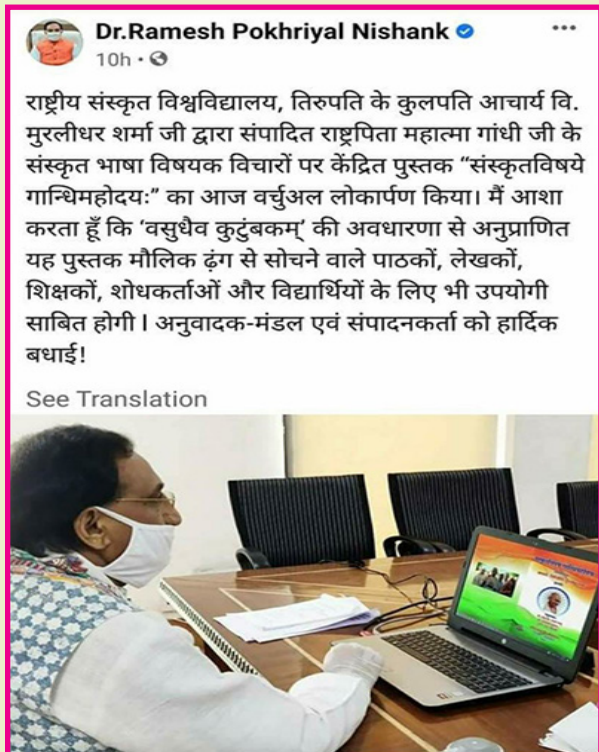 Dr.Ramesh Pokhriyal Nishank
10h
राष्ट्रीय संस्कृत विश्वविद्यालय, तिरुपति के कुलपति आचार्य वि.
मुरलीधर शर्मा जी द्वारा संपादित राष्ट्रपिता महात्मा गांधी जी के
संस्कृत भाषा विषयक विचारों पर केंद्रित पुस्तक “संस्कृतविषये
गान्धिमहोदयः” का आज वर्चुअल लोकार्पण किया। मैं आशा
करता हूँ कि ‘वसुधैव कुटुंबकम्’ की अवधारणा से अनुप्राणित
यह पुस्तक मौलिक ढ़ंग से सोचने वाले पाठकों, लेखकों,
शिक्षकों, शोधकर्ताओं और विद्यार्थियों के लिए भी उपयोगी
साबित होगी l अनुवादक-मंडल एवं संपादनकर्ता को हार्दिक
बधाई!
See Translation